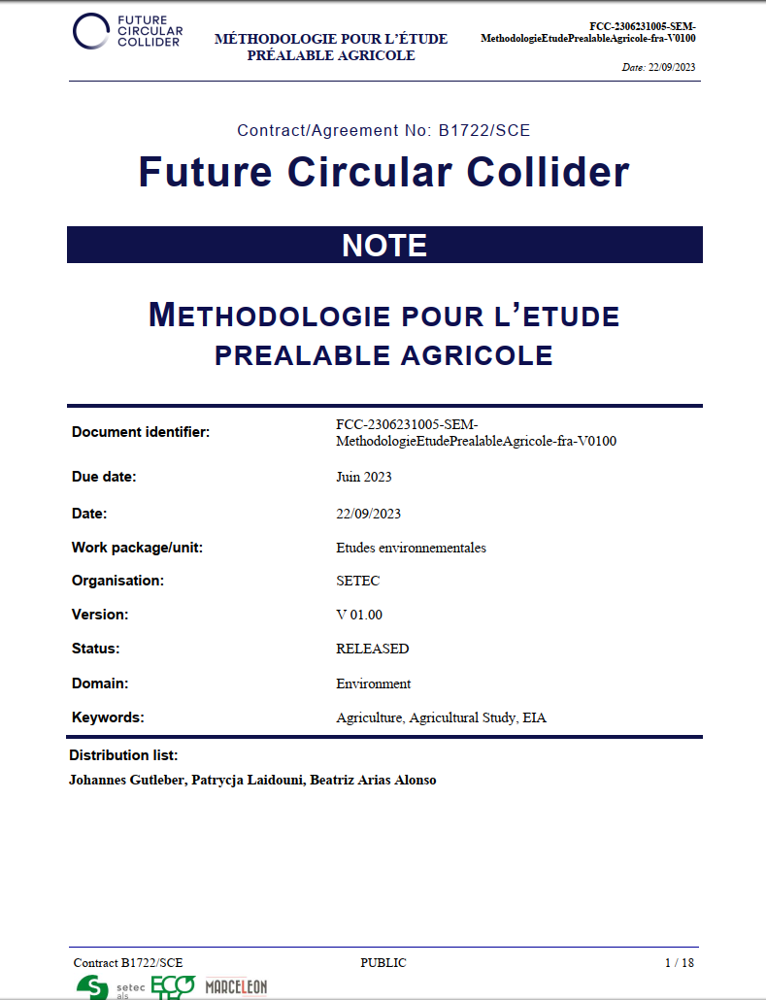 FUTURE
CIRCULAR
COLLIDER
MÉTHODOLOGIE POUR L'ÉTUDE
PRÉALABLE AGRICOLE
FCC-2306231005-SEM-
MethodologieEtudePrealableAgricole-fra-V0100
Date: 22/09/2023
Contract/Agreement No: B1722/SCE
Future Circular Collider
NOTE
METHODOLOGIE POUR L'ETUDE
PREALABLE AGRICOLE
Document identifier: FCC-2306231005-SEM-
MethodologieEtudePrealableAgricole-fra-V0100
Due date: Juin 2023
Date: 22/09/2023
Work package/unit: Etudes environnementales
Organisation: SETEC
Version: V 01.00
Status: RELEASED
Domain: Environment
Keywords: Agriculture, Agricultural Study, EIA
Distribution list:
Johannes Gutleber, Patrycja Laidouni, Beatriz Arias Alonso
Contract B1722/SCE PUBLIC 1 / 18
setec ECO MARCELEON
als